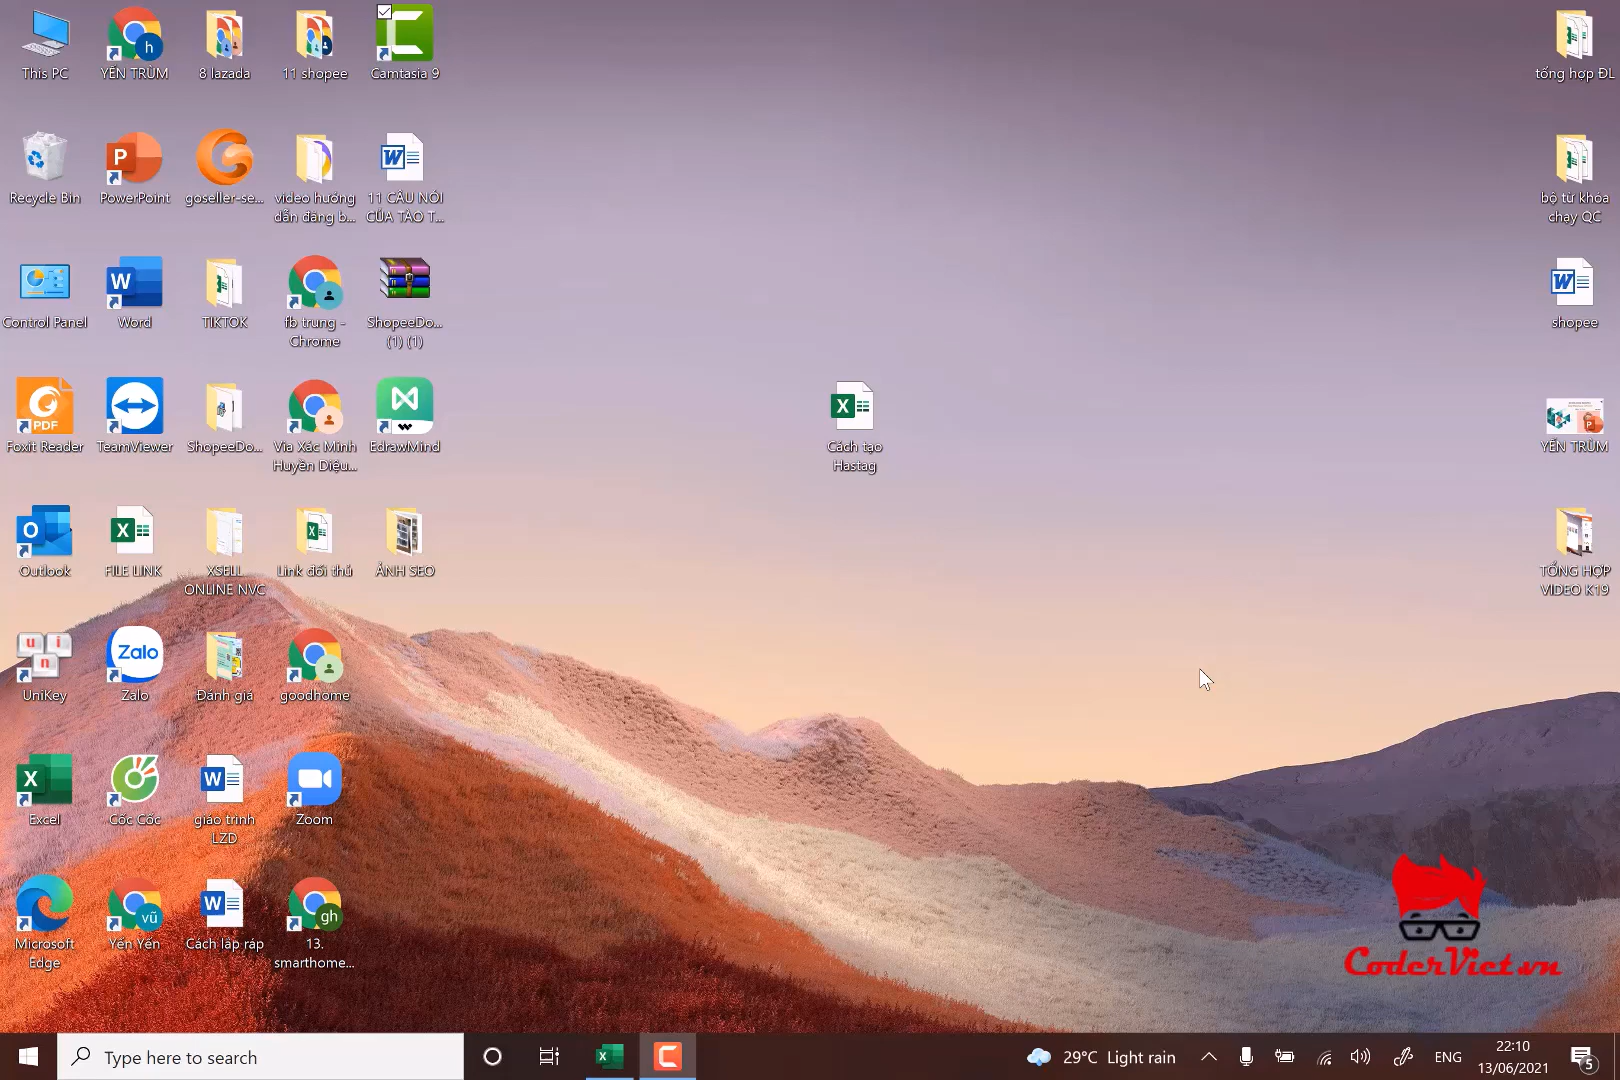 This PC
YẾN TRÙM
8 lazada
11 shopee
Camtasia 9
tổng hợp ĐL
Recycle Bin
PowerPoint
goseller-se...
video hướng
dẫn đăng b...
11 CÂU NÓI
CỦA TÀO T...
bộ từ khóa
chạy QC
Control Panel
Word
TIKTOK
fb trung -
Chrome
ShopeeDo...
(1) (1)
shopee
Foxit Reader
TeamViewer
ShopeeDo...
Via Xác Minh
Huyền Diệu...
EdrawMind
Cách tạo
Hastag
YẾN TRÙM
Outlook
FILE LINK
XSELL
ONLINE NVC
Link đối thủ
ẢNH SEO
TỔNG HỢP
VIDEO K19
UniKey
Zalo
Đánh giá
goodhome
Excel
Cốc Cốc
giáo trình
LZD
Zoom
Microsoft
Edge
Yến Yến
Cách lắp ráp
13.
smarthome...
CoderViet.vn
Type here to search
29°C Light rain
ENG
22:10
13/06/2021
5